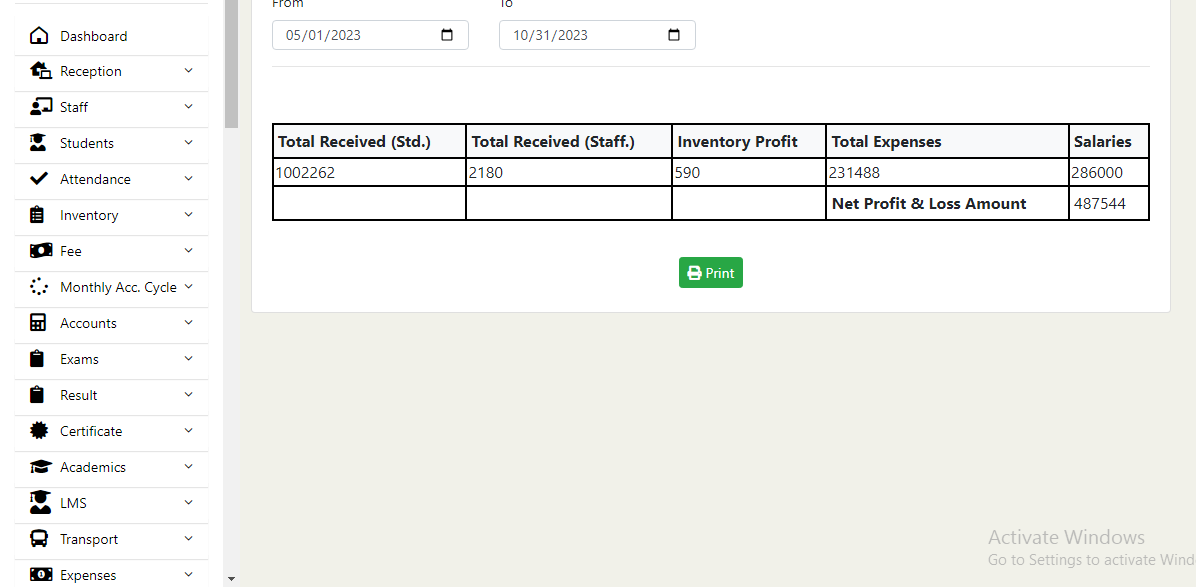 From To
05/01/2023 10/31/2023
Dashboard
Reception
Staff
Students
Attendance
Inventory
Fee
Monthly Acc. Cycle
Accounts
Exams
Result
Certificate
Academics
LMS
Transport
Expenses
Total Received (Std.) Total Received (Staff.) Inventory Profit Total Expenses Salaries
1002262 2180 590 231488 286000
Net Profit & Loss Amount 487544
Print
Activate Windows
Go to Settings to activate Wind